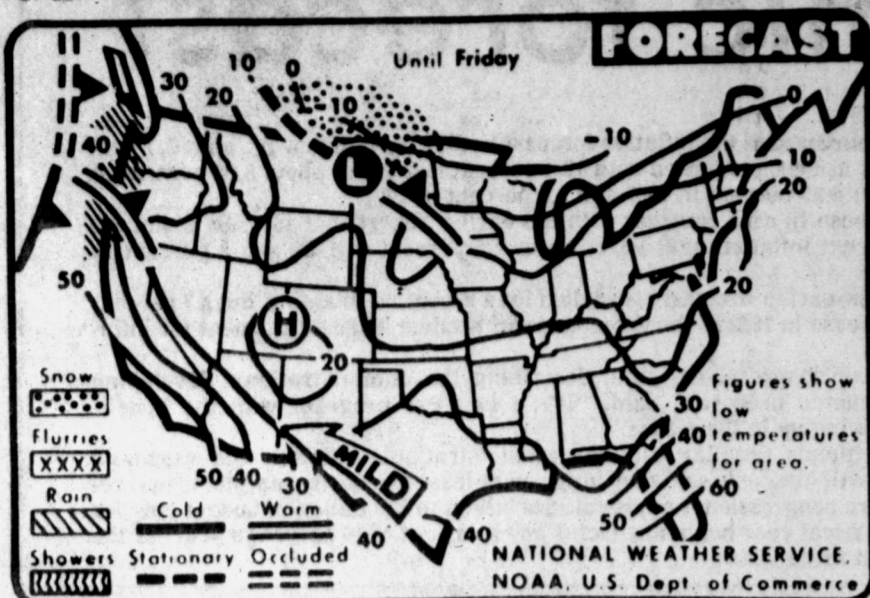 FORECAST
Until Friday
30
20
10
0
-10
10
0
10
20
20
40
50
L
H
20
MILD
50
40
30
40
40
30
40
50
60
Figures show
low
temperatures
for area.
Snow
Flurries
XXXX
Rain
Showers
Cold
Warm
Stationary
Occluded
NATIONAL WEATHER SERVICE,
NOAA, U.S. Dept. of Commerce